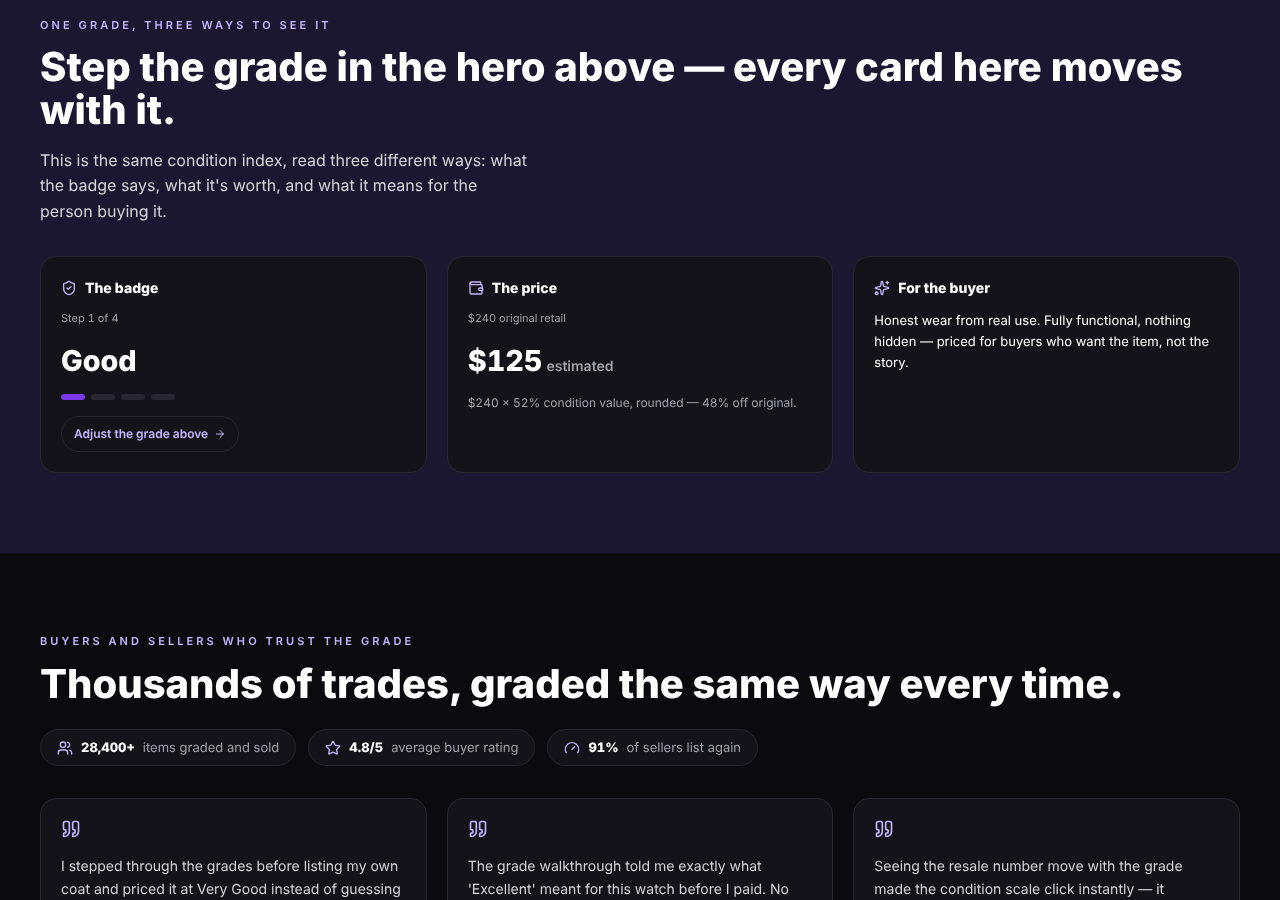 ONE GRADE, THREE WAYS TO SEE IT
Step the grade in the hero above — every card here moves
with it.
This is the same condition index, read three different ways: what
the badge says, what it's worth, and what it means for the
person buying it.
The badge
Step 1 of 4
Good
Adjust the grade above →
The price
$240 original retail
$125 estimated
$240 × 52% condition value, rounded — 48% off original.
For the buyer
Honest wear from real use. Fully functional, nothing
hidden — priced for buyers who want the item, not the
story.
BUYERS AND SELLERS WHO TRUST THE GRADE
Thousands of trades, graded the same way every time.
28,400+ items graded and sold
4.8/5 average buyer rating
91% of sellers list again
I stepped through the grades before listing my own
coat and priced it at Very Good instead of guessing
The grade walkthrough told me exactly what
'Excellent' meant for this watch before I paid. No
Seeing the resale number move with the grade
made the condition scale click instantly — it